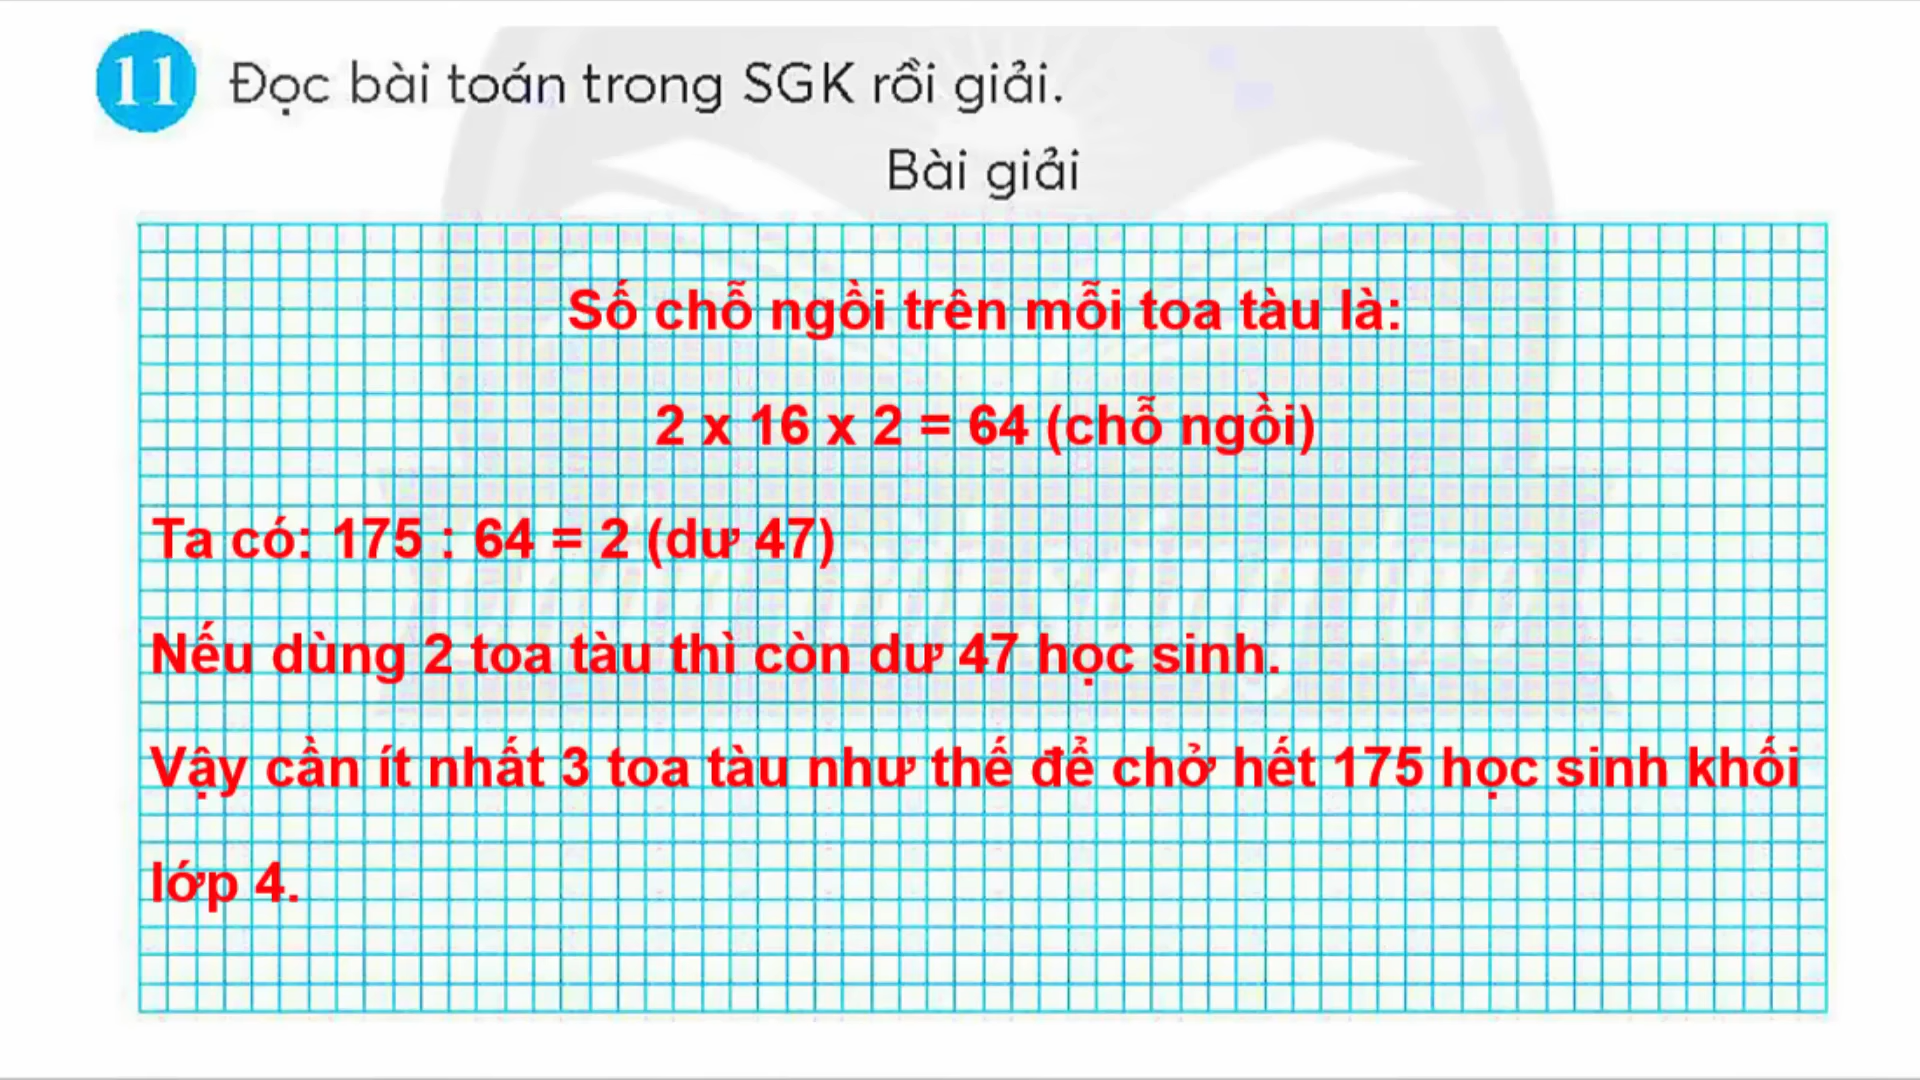 11 Đọc bài toán trong SGK rồi giải.
Bài giải
Số chỗ ngồi trên mỗi toa tàu là:
2 x 16 x 2 = 64 (chỗ ngồi)
Ta có: 175 : 64 = 2 (dư 47)
Nếu dùng 2 toa tàu thì còn dư 47 học sinh.
Vậy cần ít nhất 3 toa tàu như thế để chở hết 175 học sinh khối
lớp 4.